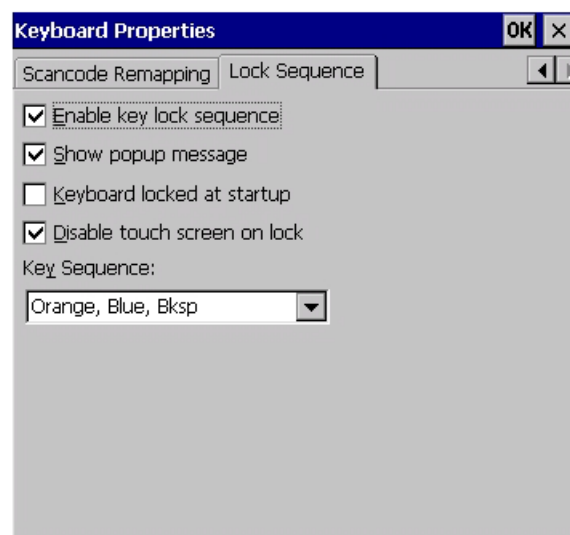 Keyboard Properties OK ×
Scancode Remapping Lock Sequence
Enable key lock sequence
Show popup message
Keyboard locked at startup
Disable touch screen on lock
Key Sequence:
Orange, Blue, Bksp